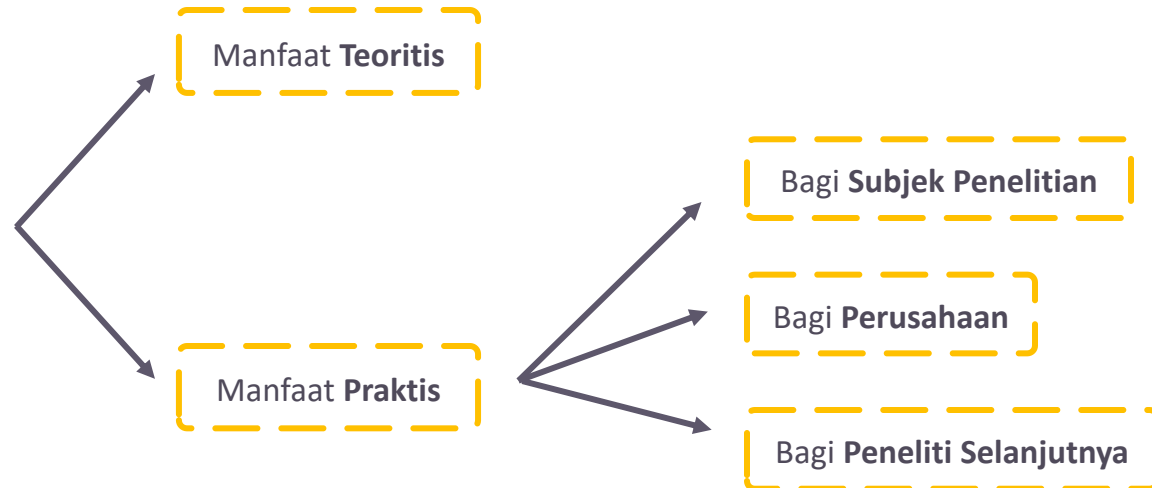 Manfaat Teoritis
Bagi Subjek Penelitian
Bagi Perusahaan
Manfaat Praktis
Bagi Peneliti Selanjutnya